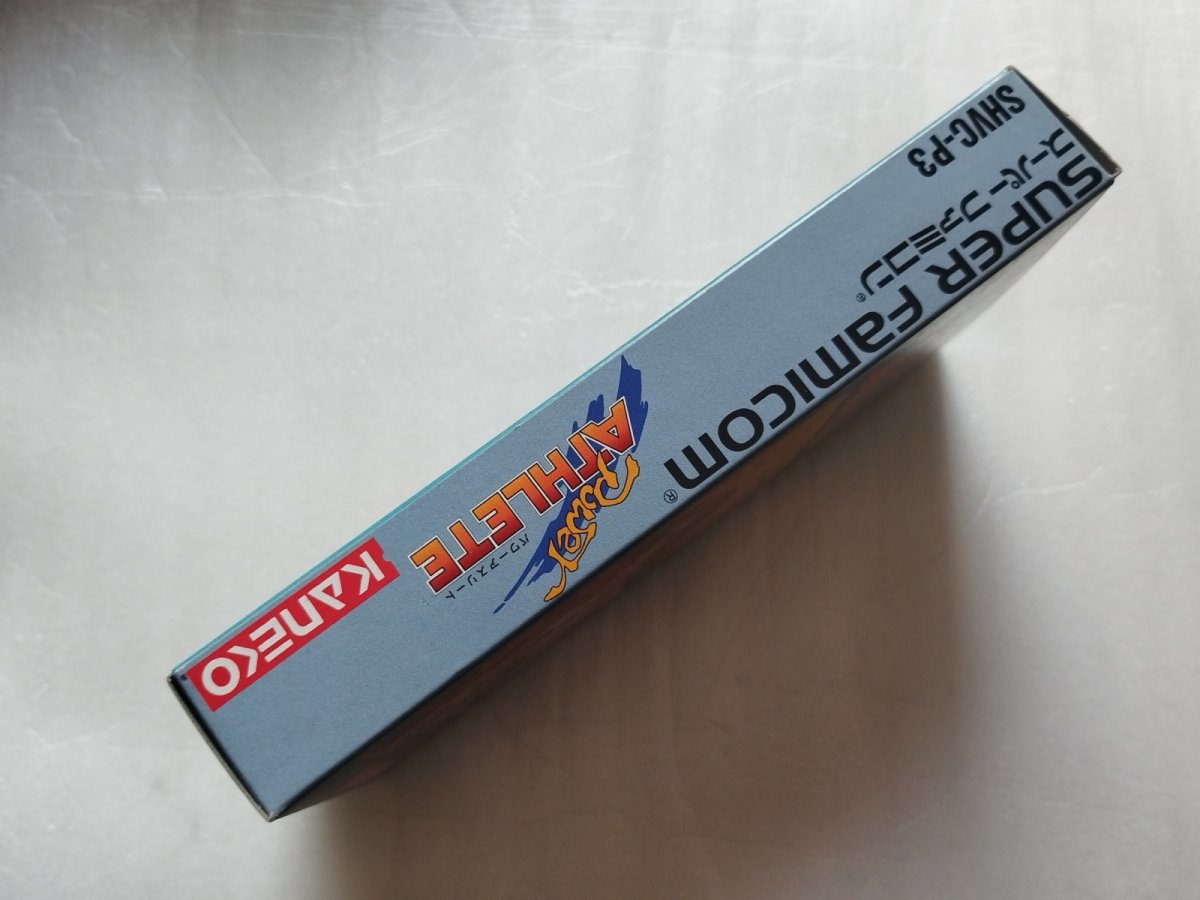 SHVC-P3
スーパーファミコン®
SUPER FAMICOM®
POWER
ATHLETE
パワーアスリート
KANEKO